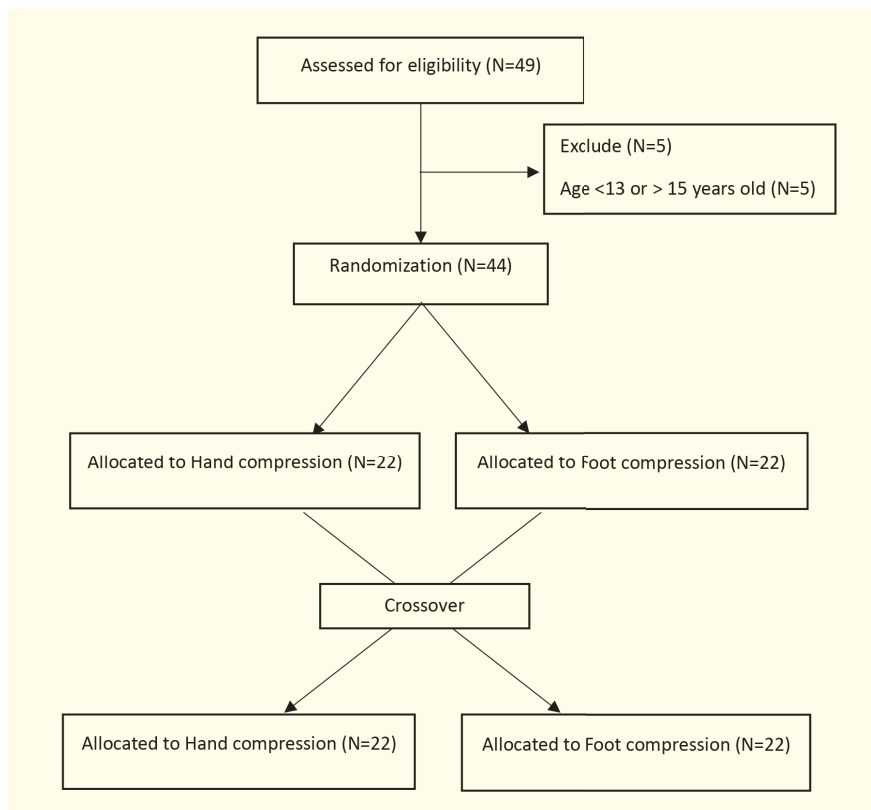 Assessed for eligibility (N=49)
Exclude (N=5)
Age <13 or > 15 years old (N=5)
Randomization (N=44)
Allocated to Hand compression (N=22)
Allocated to Foot compression (N=22)
Crossover
Allocated to Hand compression (N=22)
Allocated to Foot compression (N=22)